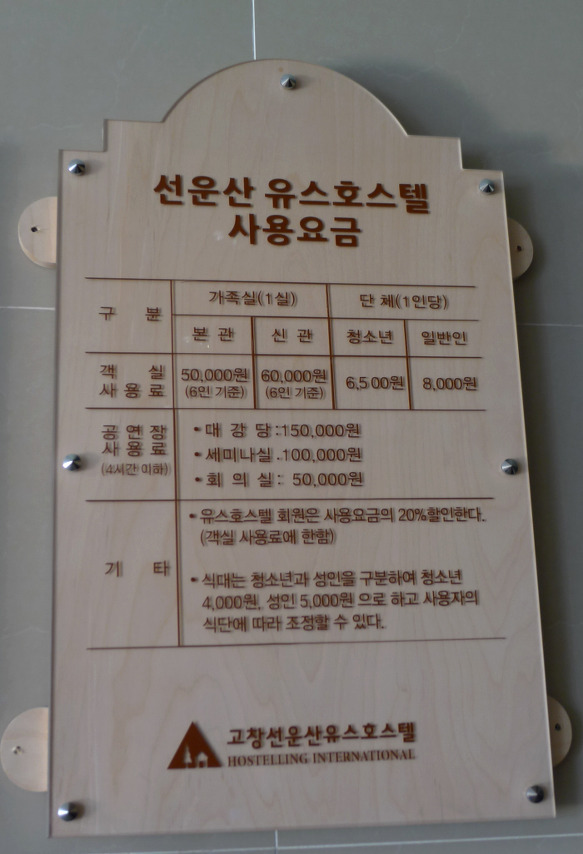 선운산 유스호스텔
사용요금
구 분
가족실(1실)
단 체(1인당)
본 관
신 관
청소년
일반인
객 실
사 용 료
50,000원
(6인 기준)
60,000원
(6인 기준)
6,500원
8,000원
공 연 장
사 용 료
(4시간 이하)
• 대 강 당 :150,000원
• 세미나실 :100,000원
• 회 의 실 : 50,000원
기 타
• 유스호스텔 회원은 사용요금의 20%할인한다.
(객실 사용료에 한함)
• 식대는 청소년과 성인을 구분하여 청소년
4,000원, 성인 5,000원 으로 하고 사용자의
식단에 따라 조정할 수 있다.
고창선운산유스호스텔
HOSTELLING INTERNATIONAL